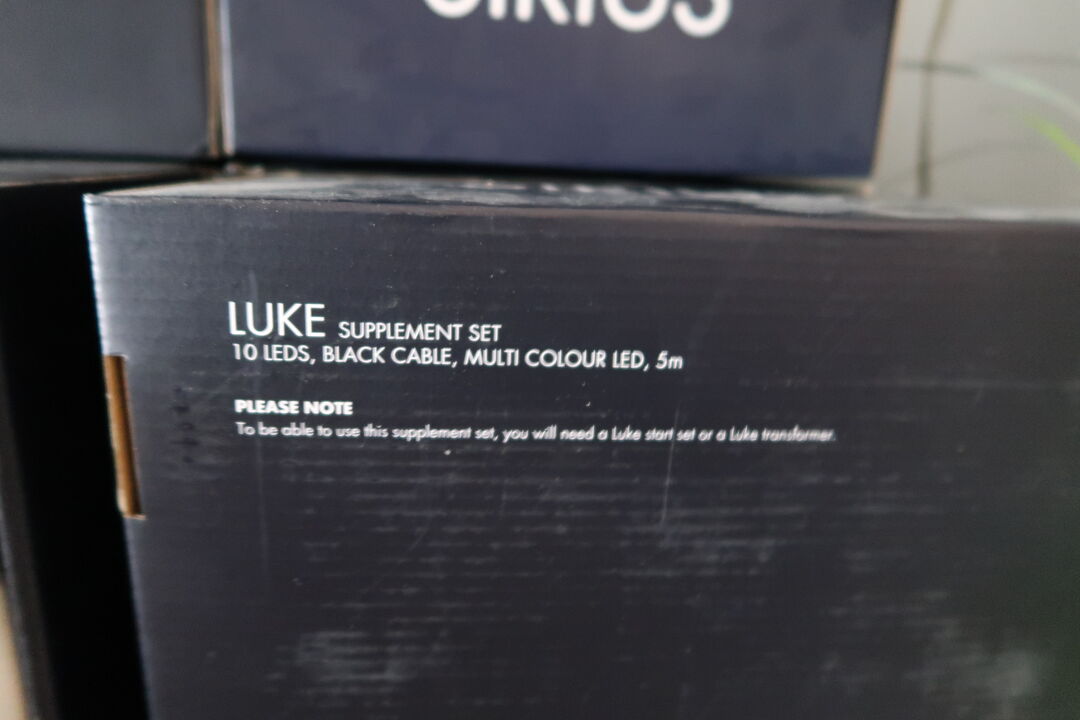 SIRIUS
LUKE SUPPLEMENT SET
10 LEDS, BLACK CABLE, MULTI COLOUR LED, 5m
PLEASE NOTE
To be able to use this supplement set, you will need a Luke start set or a Luke transformer.